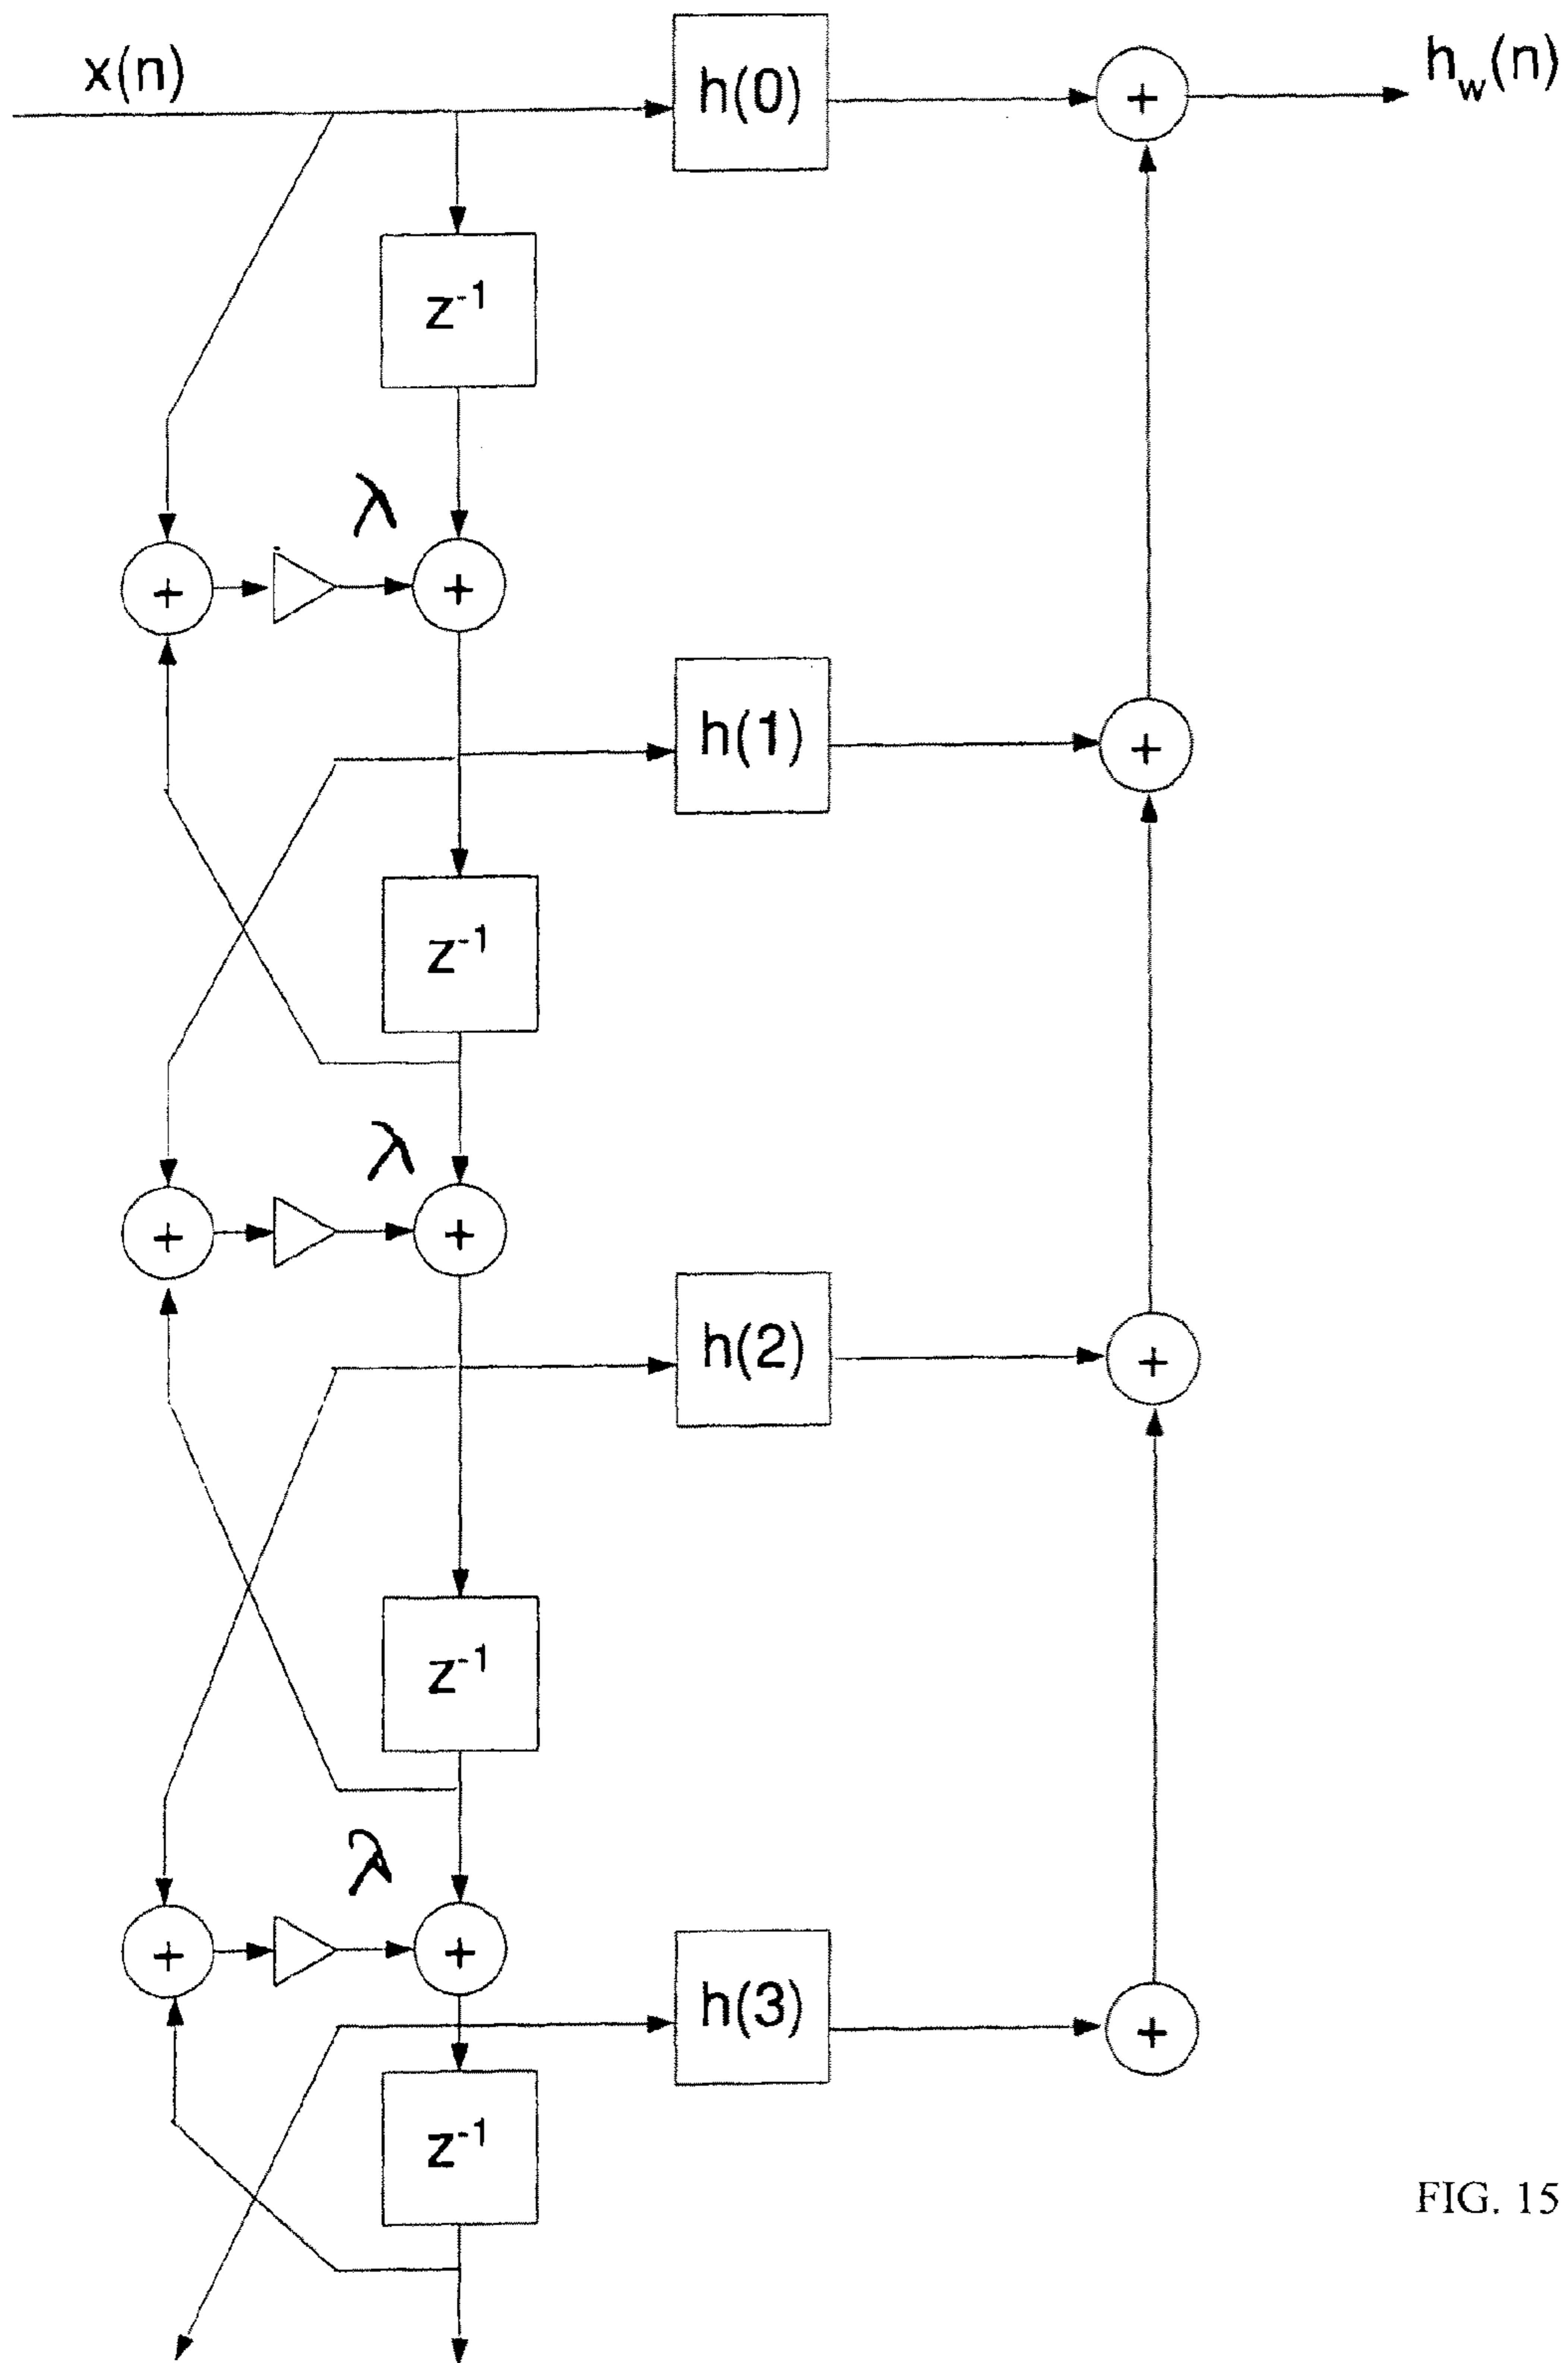 x(n)
h(0)
+
h_w(n)
z⁻¹
λ
+
+
h(1)
+
z⁻¹
λ
+
+
h(2)
+
z⁻¹
λ
+
+
h(3)
+
z⁻¹
FIG. 15